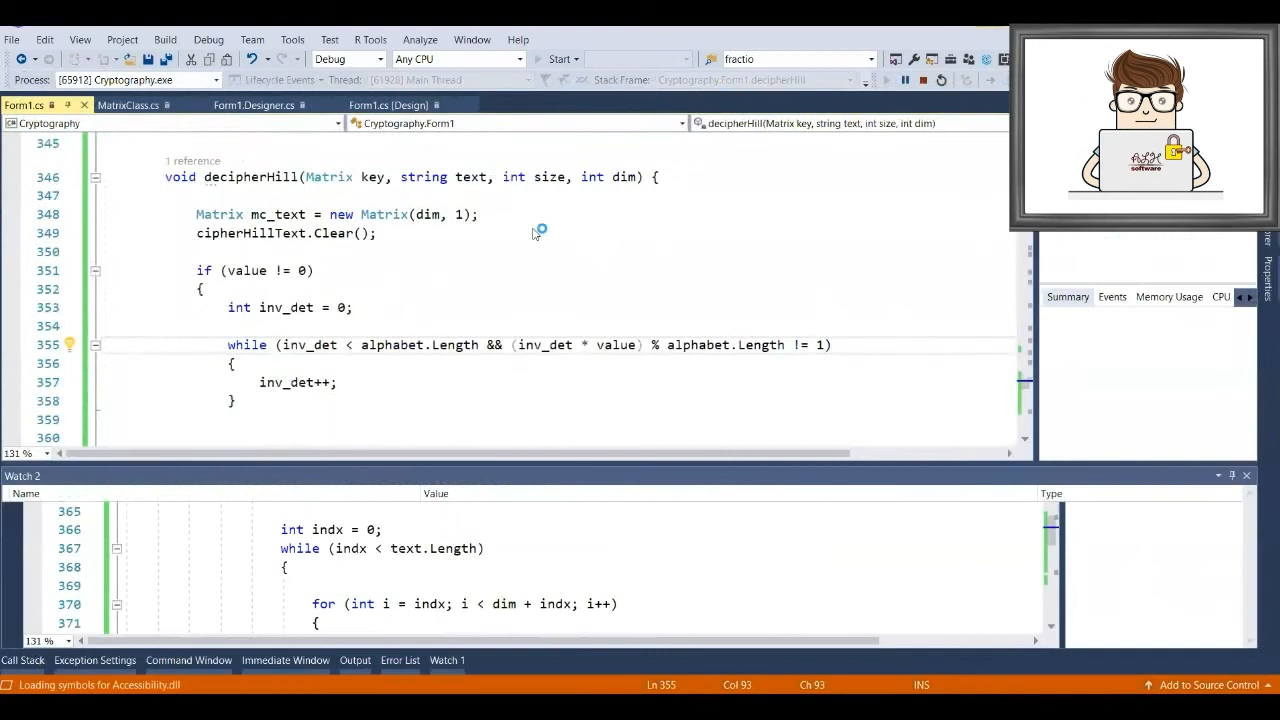 File Edit View Project Build Debug Team Tools Test R Tools Analyze Window Help
Debug Any CPU Start fractio
Process: [65912] Cryptography.exe Lifecycle Events Thread: [61928] Main Thread Stack Frame: Cryptography.Form1.decipherHill
Form1.cs MatrixClass.cs Form1.Designer.cs Form1.cs [Design]
Cryptography Cryptography.Form1 decipherHill(Matrix key, string text, int size, int dim)
345
1 reference
346 void decipherHill(Matrix key, string text, int size, int dim) {
347
348 Matrix mc_text = new Matrix(dim, 1);
349 cipherHillText.Clear();
350
351 if (value != 0)
352 {
353 int inv_det = 0;
354
355 while (inv_det < alphabet.Length && (inv_det * value) % alphabet.Length != 1)
356 {
357 inv_det++;
358 }
359
360
131 %
ALH
software
Properties
Summary Events Memory Usage CPU
Watch 2
Name Value Type
365
366 int indx = 0;
367 while (indx < text.Length)
368 {
369
370 for (int i = indx; i < dim + indx; i++)
371 {
131 %
Call Stack Exception Settings Command Window Immediate Window Output Error List Watch 1
Loading symbols for Accessibility.dll Ln 355 Col 93 Ch 93 INS Add to Source Control